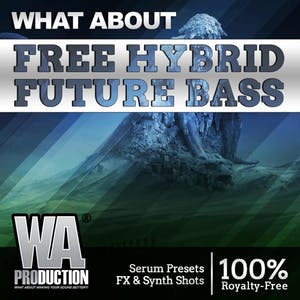 WHAT ABOUT
FREE HYBRID
FUTURE BASS
WA®
PRODUCTION
WHAT ABOUT MAKING YOUR SOUND BETTER?
Serum Presets
FX & Synth Shots
100%
Royalty-Free